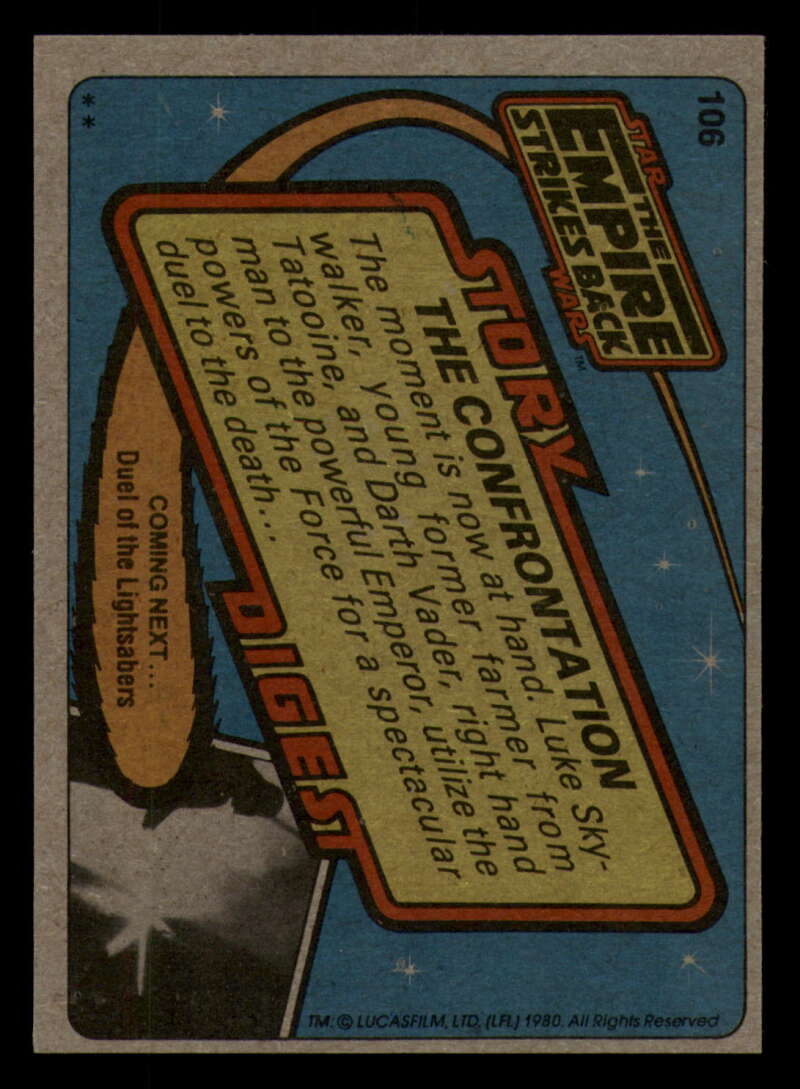 106
STAR
THE
EMPIRE
STRIKES BACK
WARS™
STORY
THE CONFRONTATION
The moment is now at hand. Luke Sky-
walker, young former farmer from
Tatooine, and Darth Vader, right hand
man to the powerful Emperor, utilize the
powers of the Force for a spectacular
duel to the death...
DIGEST
COMING NEXT...
Duel of the Lightsabers
**
TM: © LUCASFILM, LTD. (LFL) 1980. All Rights Reserved